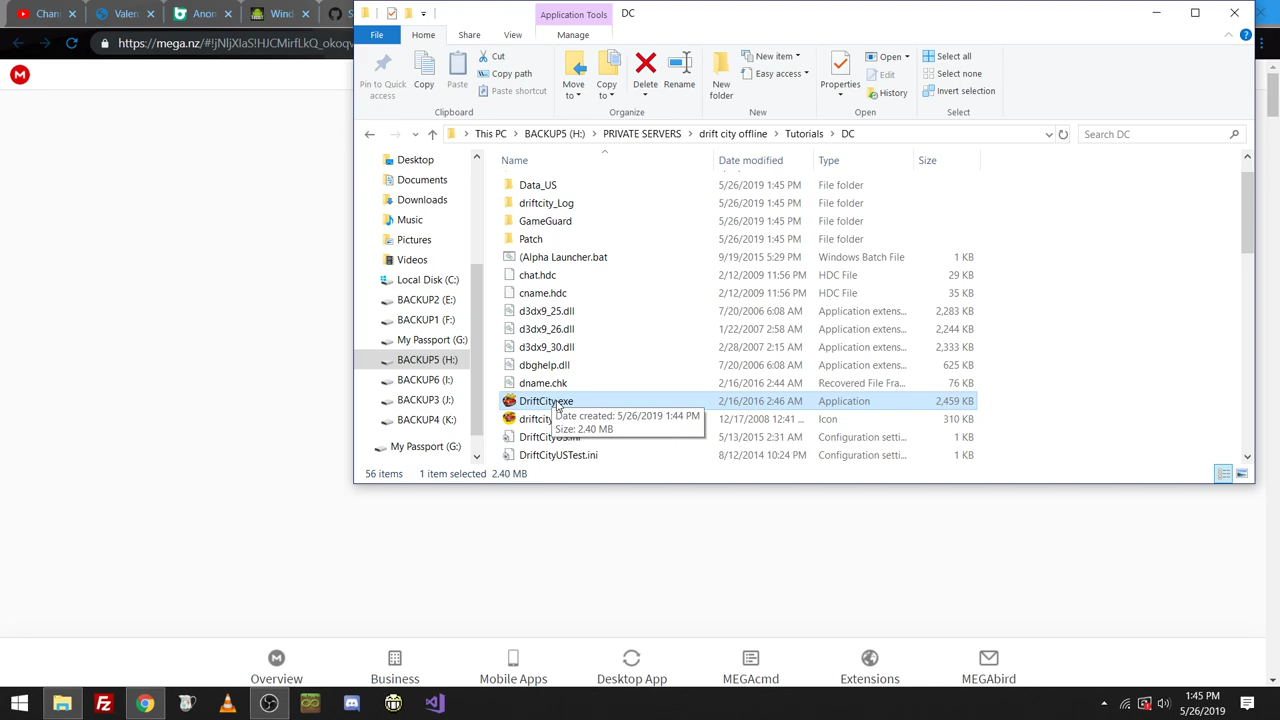 Chan
Valen
Anon
Wind
S
Application Tools
DC
File
Home
Share
View
Manage
https://mega.nz/#!jNljXIaS!HJCMirfLkQ_okoqv
M
Pin to Quick access
Copy
Paste
Cut
Copy path
Paste shortcut
Move to
Copy to
Delete
Rename
New folder
New item
Easy access
Properties
Open
Edit
History
Select all
Select none
Invert selection
Clipboard
Organize
New
Open
Select
This PC > BACKUP5 (H:) > PRIVATE SERVERS > drift city offline > Tutorials > DC
Search DC
Name Date modified Type Size
Desktop
Documents
Downloads
Music
Pictures
Videos
Local Disk (C:)
BACKUP2 (E:)
BACKUP1 (F:)
My Passport (G:)
BACKUP5 (H:)
BACKUP6 (I:)
BACKUP3 (J:)
BACKUP4 (K:)
My Passport (G:)
Data_US 5/26/2019 1:45 PM File folder
driftcity_Log 5/26/2019 1:45 PM File folder
GameGuard 5/26/2019 1:45 PM File folder
Patch 5/26/2019 1:45 PM File folder
(Alpha Launcher.bat 9/19/2015 5:29 PM Windows Batch File 1 KB
chat.hdc 2/12/2009 11:56 PM HDC File 29 KB
cname.hdc 2/12/2009 11:56 PM HDC File 35 KB
d3dx9_25.dll 7/20/2006 6:08 AM Application extens... 2,283 KB
d3dx9_26.dll 1/22/2007 2:58 AM Application extens... 2,244 KB
d3dx9_30.dll 2/28/2007 2:15 AM Application extens... 2,333 KB
dbghelp.dll 7/20/2006 6:08 AM Application extens... 625 KB
dname.chk 2/16/2016 2:44 AM Recovered File Fra... 76 KB
DriftCity.exe 2/16/2016 2:46 AM Application 2,459 KB
driftcity 12/17/2008 12:41 ... Icon 310 KB
DriftCityUS.ini 5/13/2015 2:31 AM Configuration setti... 1 KB
DriftCityUSTest.ini 8/12/2014 10:24 PM Configuration setti... 1 KB
Date created: 5/26/2019 1:44 PM
Size: 2.40 MB
56 items 1 item selected 2.40 MB
Overview
Business
Mobile Apps
Desktop App
MEGAcmd
Extensions
MEGAbird
1:45 PM
5/26/2019